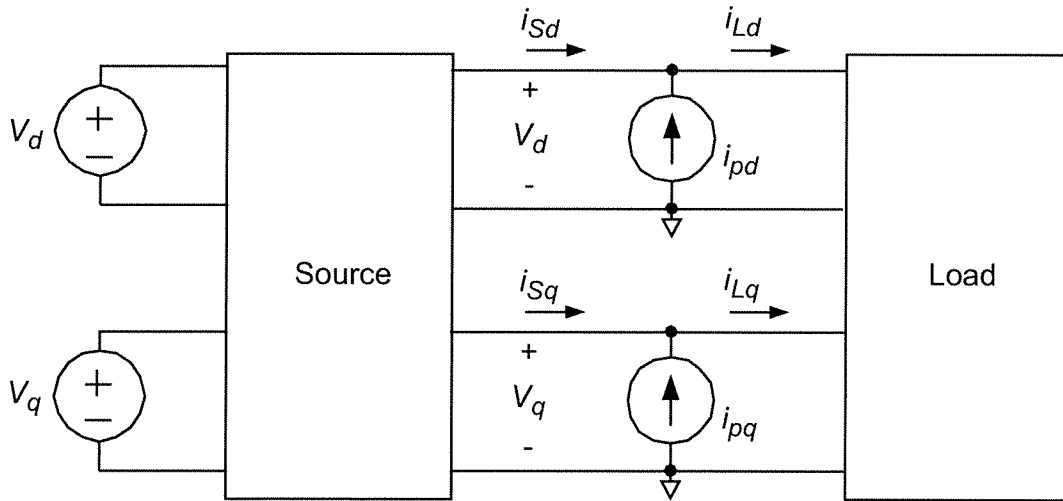 i_Sd
i_Ld
V_d
+
−
+
V_d
-
i_pd
Source
Load
i_Sq
i_Lq
V_q
+
−
+
V_q
-
i_pq